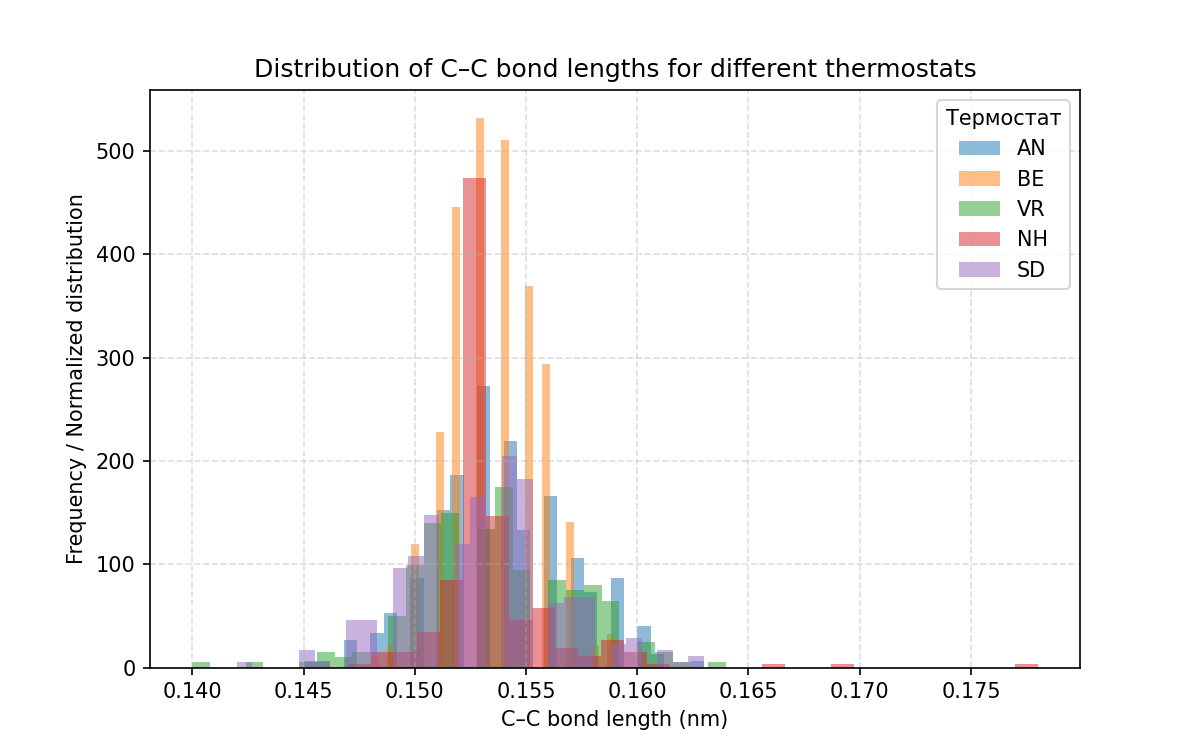 Distribution of C–C bond lengths for different thermostats
Frequency / Normalized distribution
500
400
300
200
100
0
0.140 0.145 0.150 0.155 0.160 0.165 0.170 0.175
C–C bond length (nm)
Термостат
AN
BE
VR
NH
SD